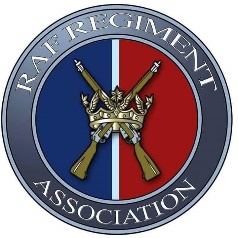 RAF REGIMENT
ASSOCIATION